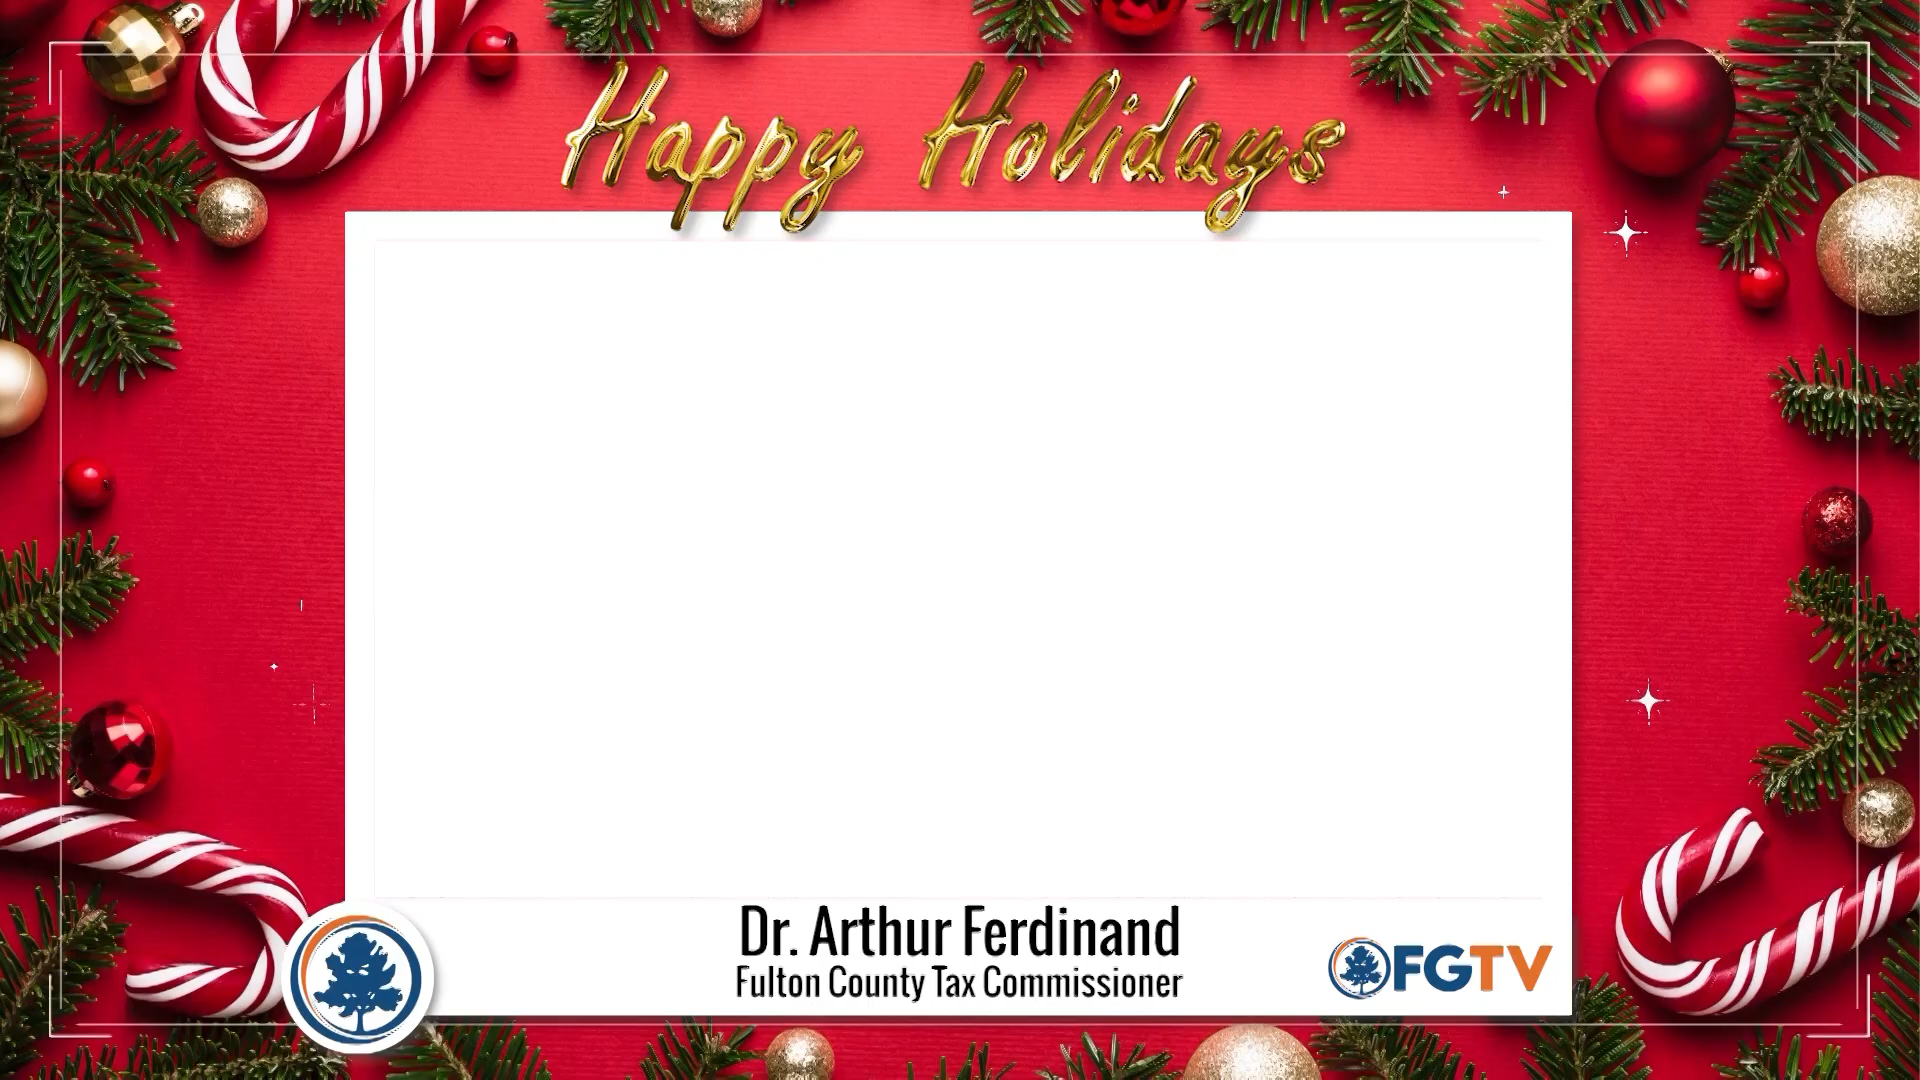 Happy Holidays
Dr. Arthur Ferdinand
Fulton County Tax Commissioner
FGTV